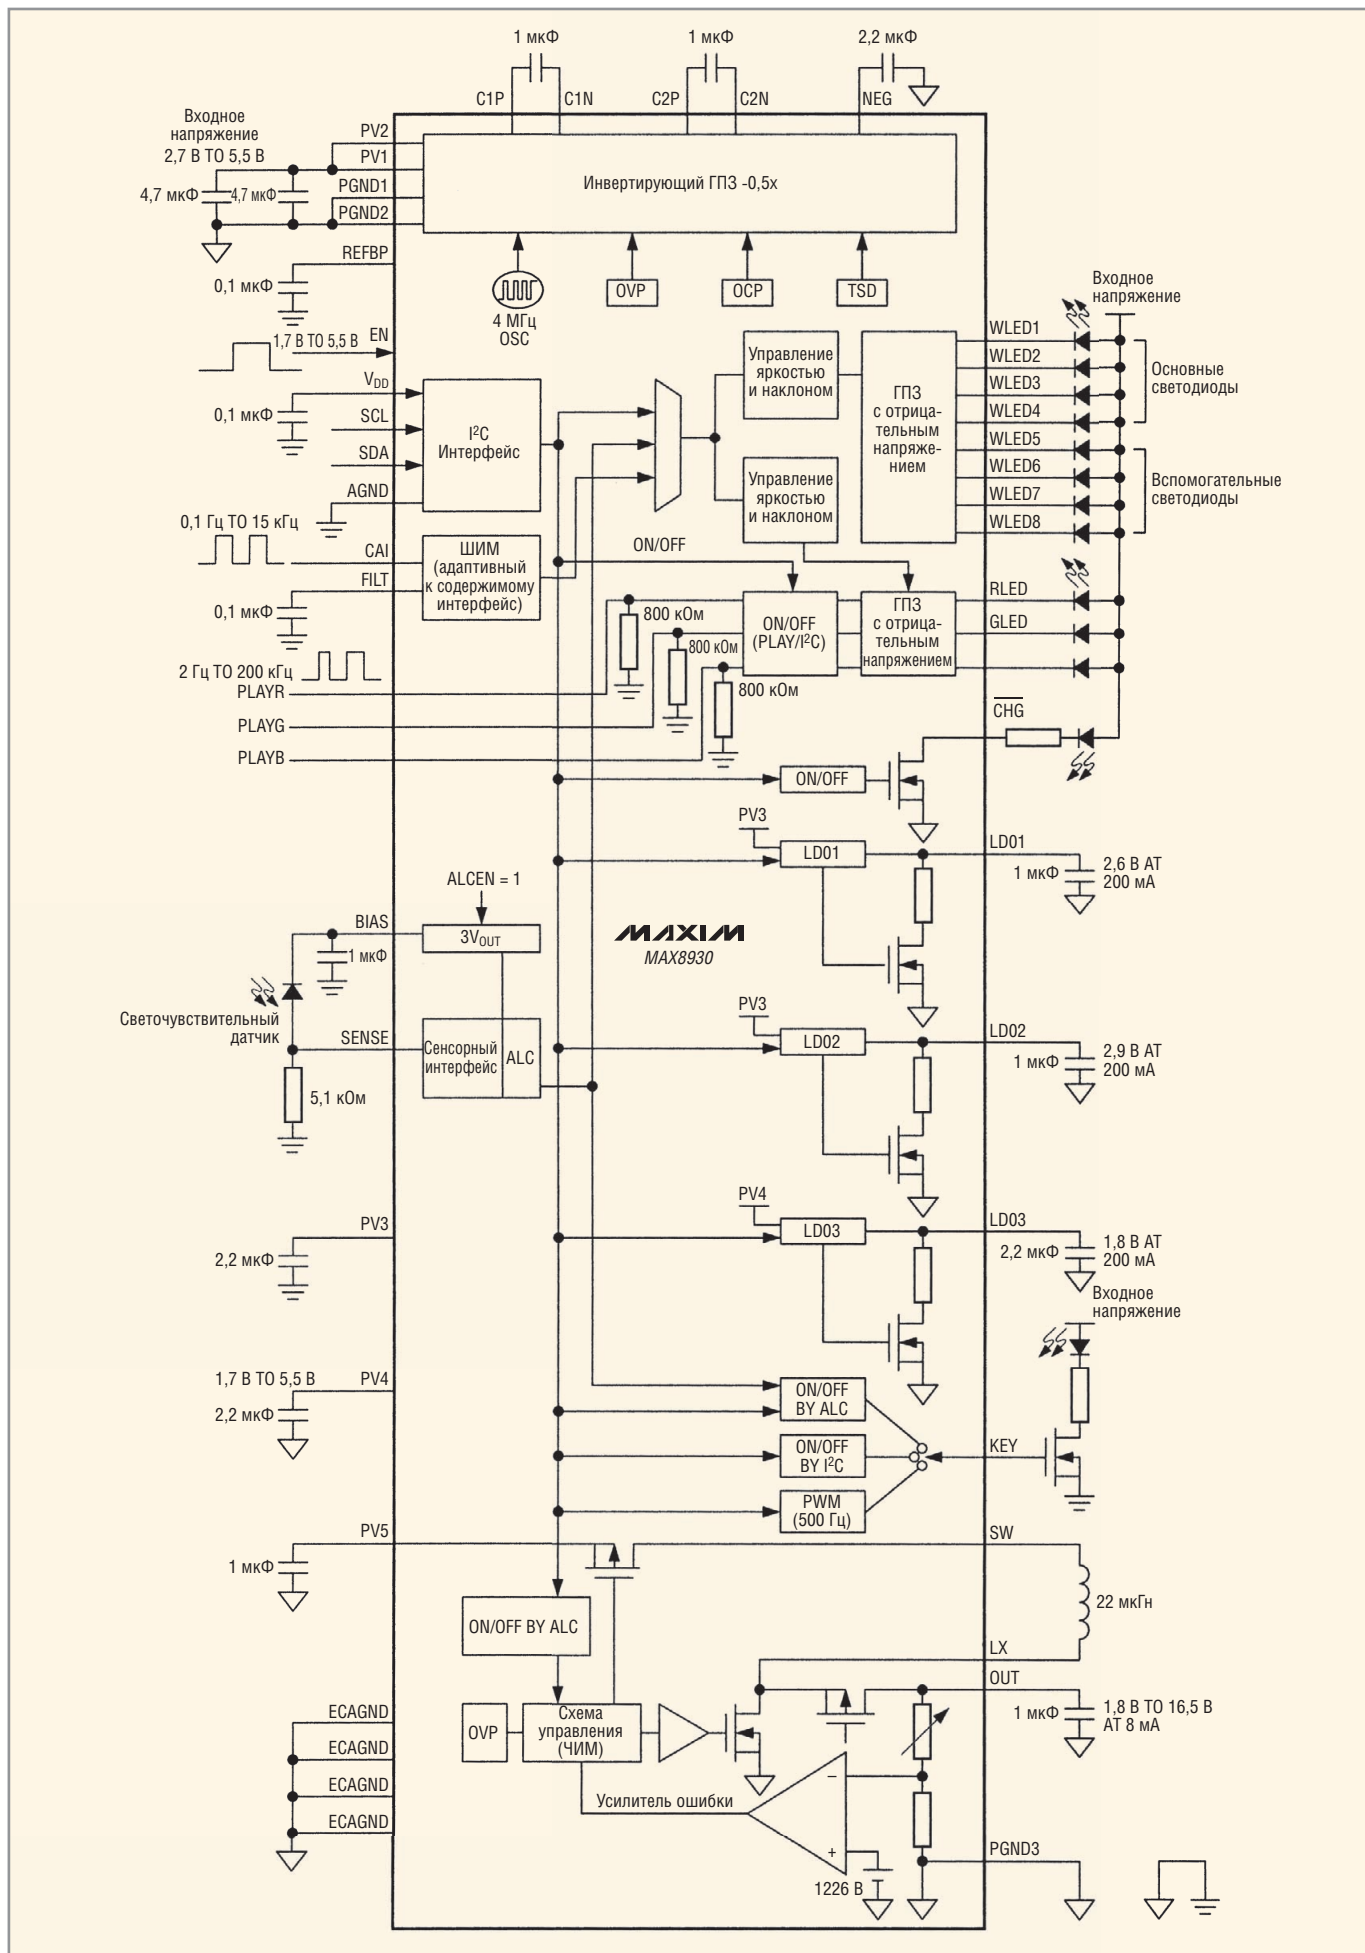 1 мкФ
1 мкФ
2,2 мкФ
C1P
C1N
C2P
C2N
NEG
Входное
напряжение
2,7 В ТО 5,5 В
PV2
PV1
PGND1
PGND2
4,7 мкФ
4,7 мкФ
Инвертирующий ГПЗ -0,5x
REFBP
0,1 мкФ
4 МГц
OSC
OVP
OCP
TSD
Входное
напряжение
1,7 В ТО 5,5 В
EN
VDD
0,1 мкФ
SCL
SDA
AGND
I²C
Интерфейс
Управление
яркостью
и наклоном
Управление
яркостью
и наклоном
ГПЗ
с отрица-
тельным
напряже-
нием
WLED1
WLED2
WLED3
WLED4
WLED5
WLED6
WLED7
WLED8
Основные
светодиоды
Вспомогательные
светодиоды
0,1 Гц ТО 15 кГц
CAI
FILT
0,1 мкФ
ШИМ
(адаптивный
к содержимому
интерфейс)
ON/OFF
800 кОм
800 кОм
800 кОм
ON/OFF
(PLAY/I²C)
ГПЗ
с отрица-
тельным
напряжением
RLED
GLED
2 Гц ТО 200 кГц
PLAYR
PLAYG
PLAYB
CHG
ON/OFF
PV3
LD01
LD01
1 мкФ
2,6 В АТ
200 мА
ALCEN = 1
BIAS
3VOUT
1 мкФ
MAXIM
MAX8930
Светочувствительный
датчик
SENSE
Сенсорный
интерфейс
ALC
5,1 кОм
PV3
LD02
LD02
1 мкФ
2,9 В АТ
200 мА
PV3
2,2 мкФ
PV4
LD03
LD03
2,2 мкФ
1,8 В АТ
200 мА
Входное
напряжение
1,7 В ТО 5,5 В
PV4
2,2 мкФ
ON/OFF
BY ALC
ON/OFF
BY I²C
PWM
(500 Гц)
KEY
PV5
1 мкФ
SW
22 мкГн
ON/OFF BY ALC
LX
OUT
1 мкФ
1,8 В ТО 16,5 В
АТ 8 мА
OVP
Схема
управления
(ЧИМ)
ECAGND
ECAGND
ECAGND
ECAGND
Усилитель ошибки
–
+
1226 В
PGND3